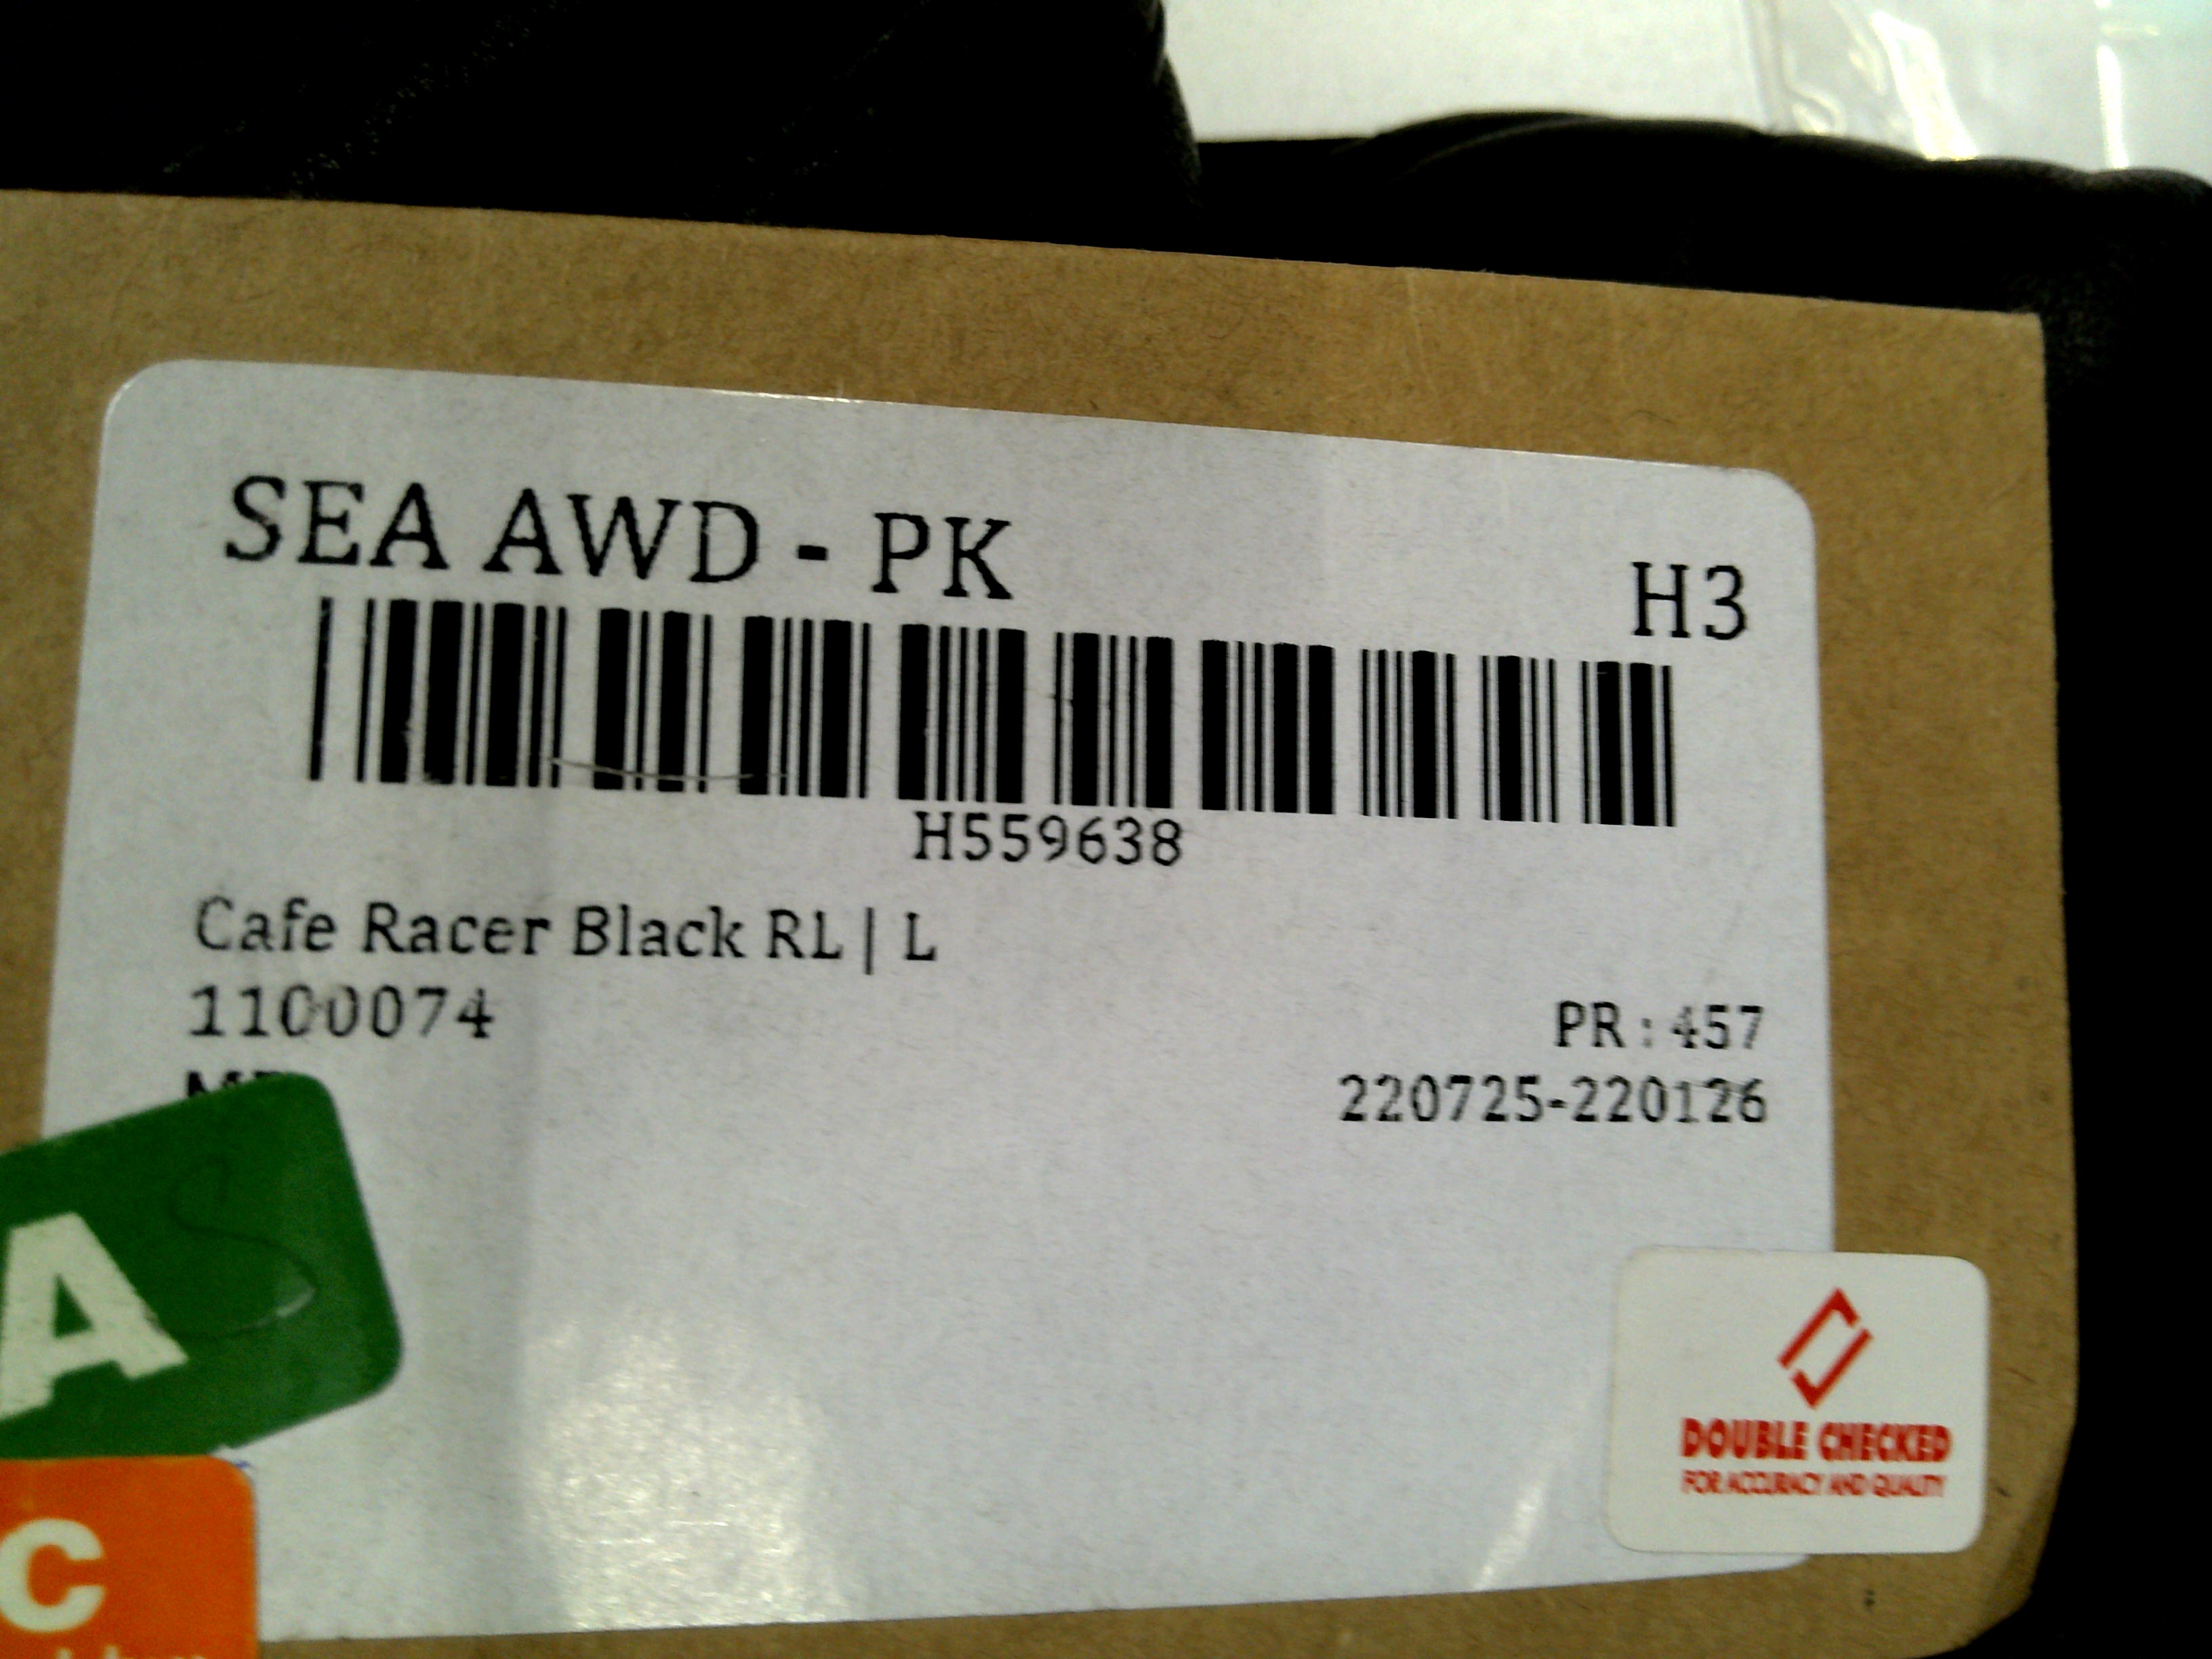 SEA AWD - PK
H3
H559638
Cafe Racer Black RL | L
1100074
PR : 457
220725-220126
A
C
DOUBLE CHECKED
FOR ACCURACY AND QUALITY